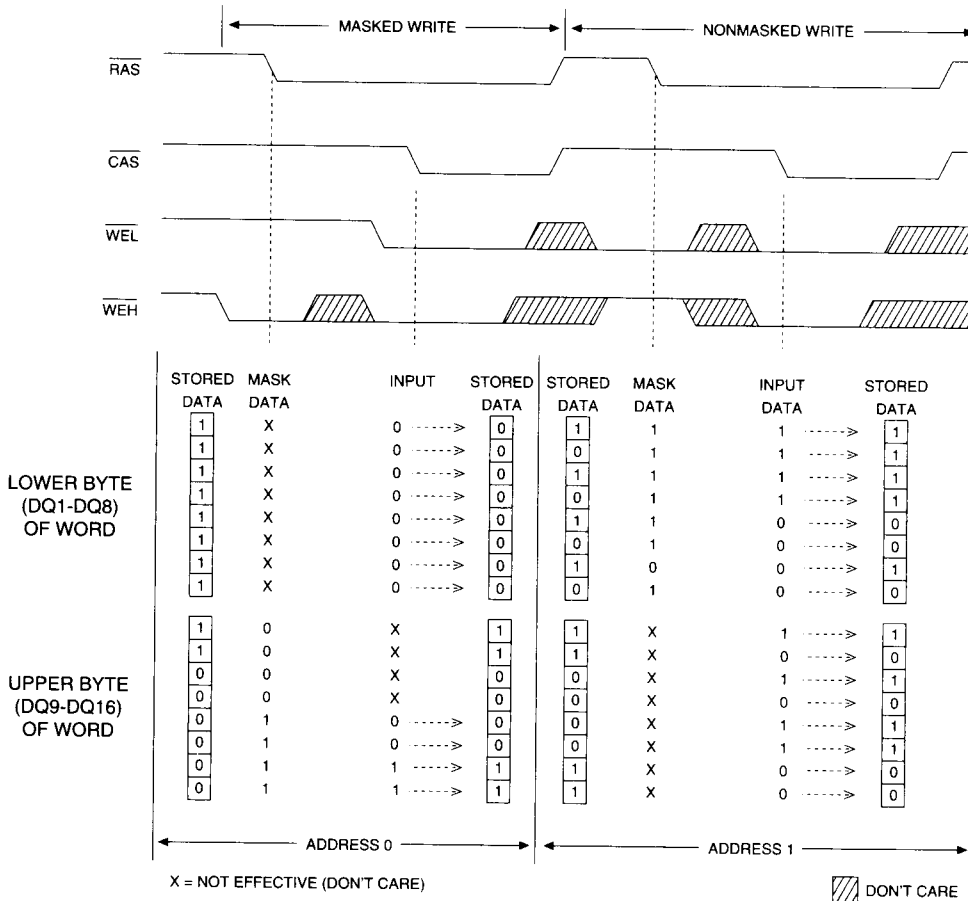 MASKED WRITE NONMASKED WRITE
RAS
CAS
WEL
WEH
STORED MASK INPUT STORED STORED MASK INPUT STORED
DATA DATA DATA DATA DATA DATA DATA
1 X 0 0 1 1 1 1
1 X 0 0 0 1 1 1
1 X 0 0 1 1 1 1
1 X 0 0 0 1 1 1
1 X 0 0 1 1 0 0
1 X 0 0 0 1 0 0
1 X 0 0 1 0 0 1
1 X 0 0 0 1 0 0
LOWER BYTE
(DQ1-DQ8)
OF WORD
1 0 X 1 1 X 1 1
1 0 X 1 1 X 0 0
0 0 X 0 0 X 1 1
0 0 X 0 0 X 0 0
0 1 0 0 0 X 1 1
0 1 0 0 0 X 1 1
0 1 1 1 1 X 0 0
0 1 1 1 1 X 0 0
UPPER BYTE
(DQ9-DQ16)
OF WORD
ADDRESS 0 ADDRESS 1
X = NOT EFFECTIVE (DON'T CARE)
DON'T CARE